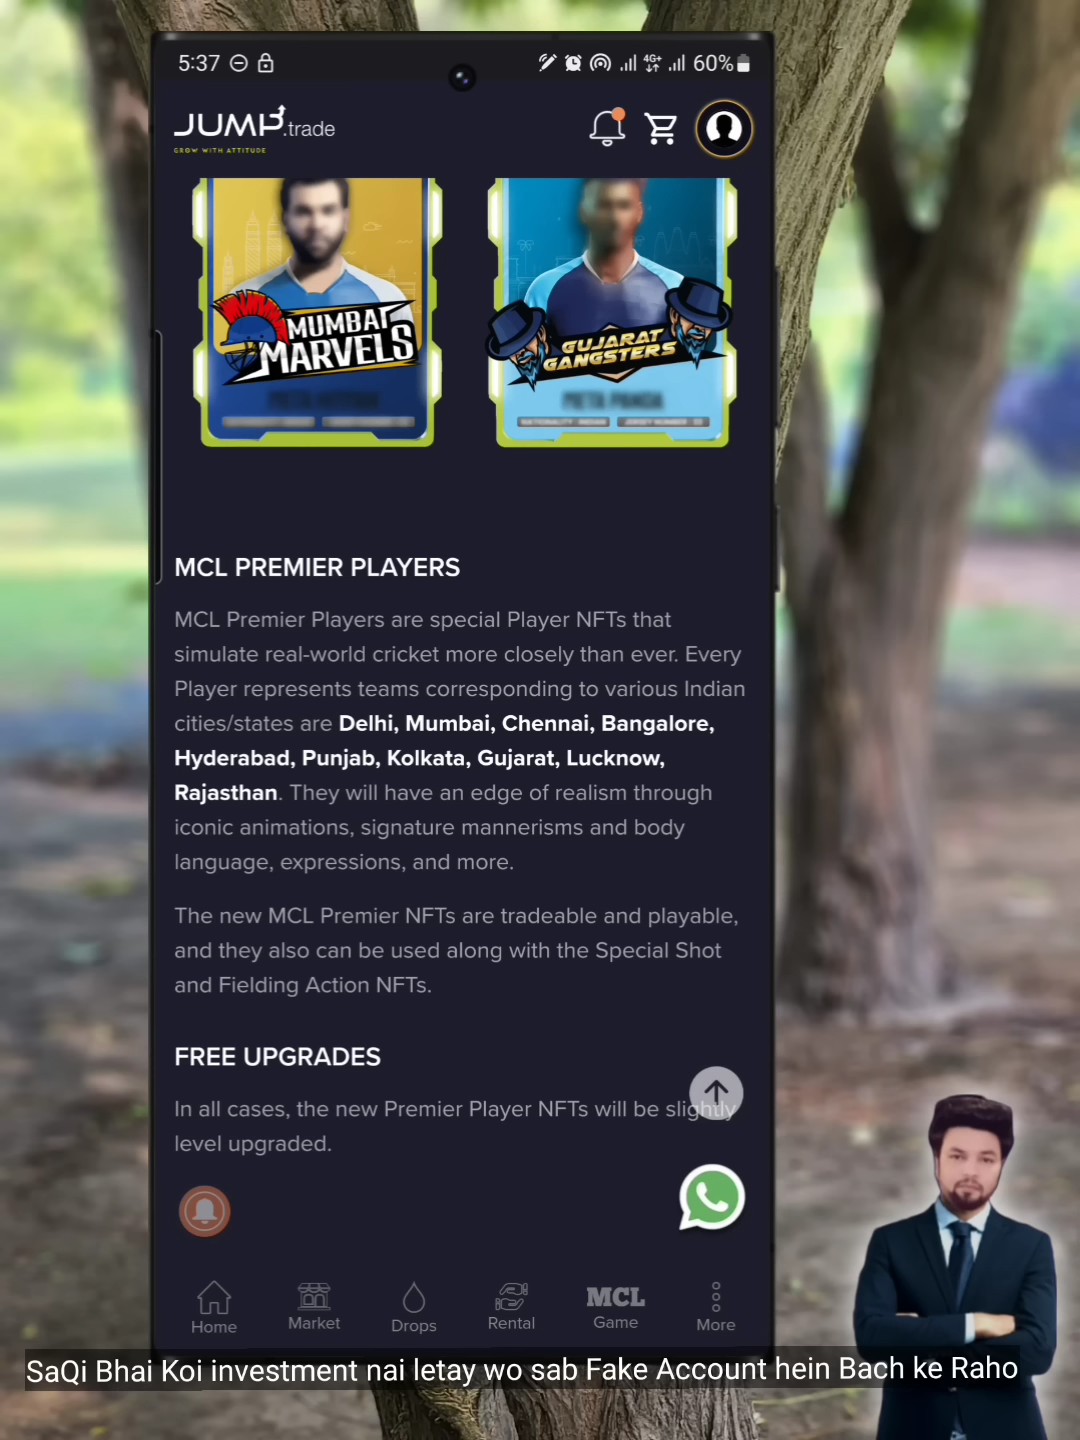 5:37
4G+
60%
JUMP.trade
GROW WITH ATTITUDE
MUMBAI
MARVELS
GUJARAT
GANGSTERS
META PANDA
NATIONALITY : INDIAN
MCL PREMIER PLAYERS
MCL Premier Players are special Player NFTs that
simulate real-world cricket more closely than ever. Every
Player represents teams corresponding to various Indian
cities/states are Delhi, Mumbai, Chennai, Bangalore,
Hyderabad, Punjab, Kolkata, Gujarat, Lucknow,
Rajasthan. They will have an edge of realism through
iconic animations, signature mannerisms and body
language, expressions, and more.
The new MCL Premier NFTs are tradeable and playable,
and they also can be used along with the Special Shot
and Fielding Action NFTs.
FREE UPGRADES
In all cases, the new Premier Player NFTs will be slightly
level upgraded.
Home
Market
Drops
Rental
MCL
Game
More
SaQi Bhai Koi investment nai letay wo sab Fake Account hein Bach ke Raho